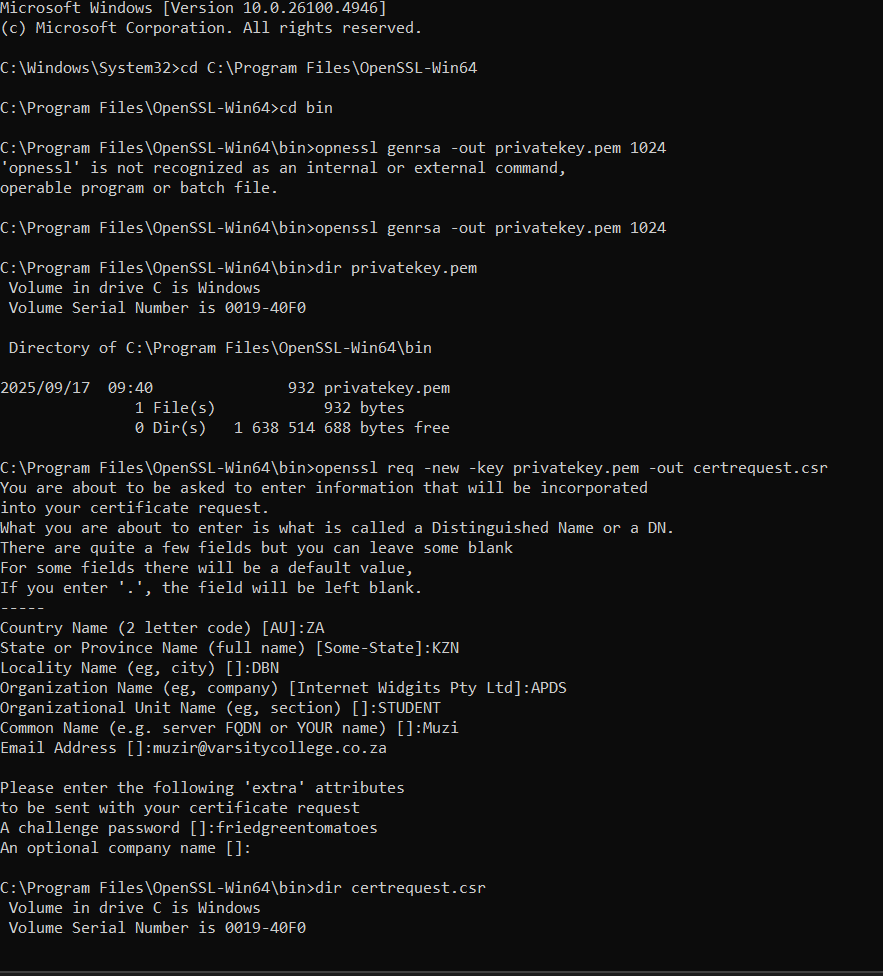 Microsoft Windows [Version 10.0.26100.4946]
(c) Microsoft Corporation. All rights reserved.
C:\Windows\System32>cd C:\Program Files\OpenSSL-Win64
C:\Program Files\OpenSSL-Win64>cd bin
C:\Program Files\OpenSSL-Win64\bin>opnessl genrsa -out privatekey.pem 1024
'opnessl' is not recognized as an internal or external command,
operable program or batch file.
C:\Program Files\OpenSSL-Win64\bin>openssl genrsa -out privatekey.pem 1024
C:\Program Files\OpenSSL-Win64\bin>dir privatekey.pem
 Volume in drive C is Windows
 Volume Serial Number is 0019-40F0
 Directory of C:\Program Files\OpenSSL-Win64\bin
2025/09/17  09:40               932 privatekey.pem
               1 File(s)            932 bytes
               0 Dir(s)   1 638 514 688 bytes free
C:\Program Files\OpenSSL-Win64\bin>openssl req -new -key privatekey.pem -out certrequest.csr
You are about to be asked to enter information that will be incorporated
into your certificate request.
What you are about to enter is what is called a Distinguished Name or a DN.
There are quite a few fields but you can leave some blank
For some fields there will be a default value,
If you enter '.', the field will be left blank.
-----
Country Name (2 letter code) [AU]:ZA
State or Province Name (full name) [Some-State]:KZN
Locality Name (eg, city) []:DBN
Organization Name (eg, company) [Internet Widgits Pty Ltd]:APDS
Organizational Unit Name (eg, section) []:STUDENT
Common Name (e.g. server FQDN or YOUR name) []:Muzi
Email Address []:muzir@varsitycollege.co.za
Please enter the following 'extra' attributes
to be sent with your certificate request
A challenge password []:friedgreentomatoes
An optional company name []:
C:\Program Files\OpenSSL-Win64\bin>dir certrequest.csr
 Volume in drive C is Windows
 Volume Serial Number is 0019-40F0